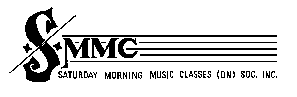 SMMC
SATURDAY MORNING MUSIC CLASSES (DN) SOC. INC.